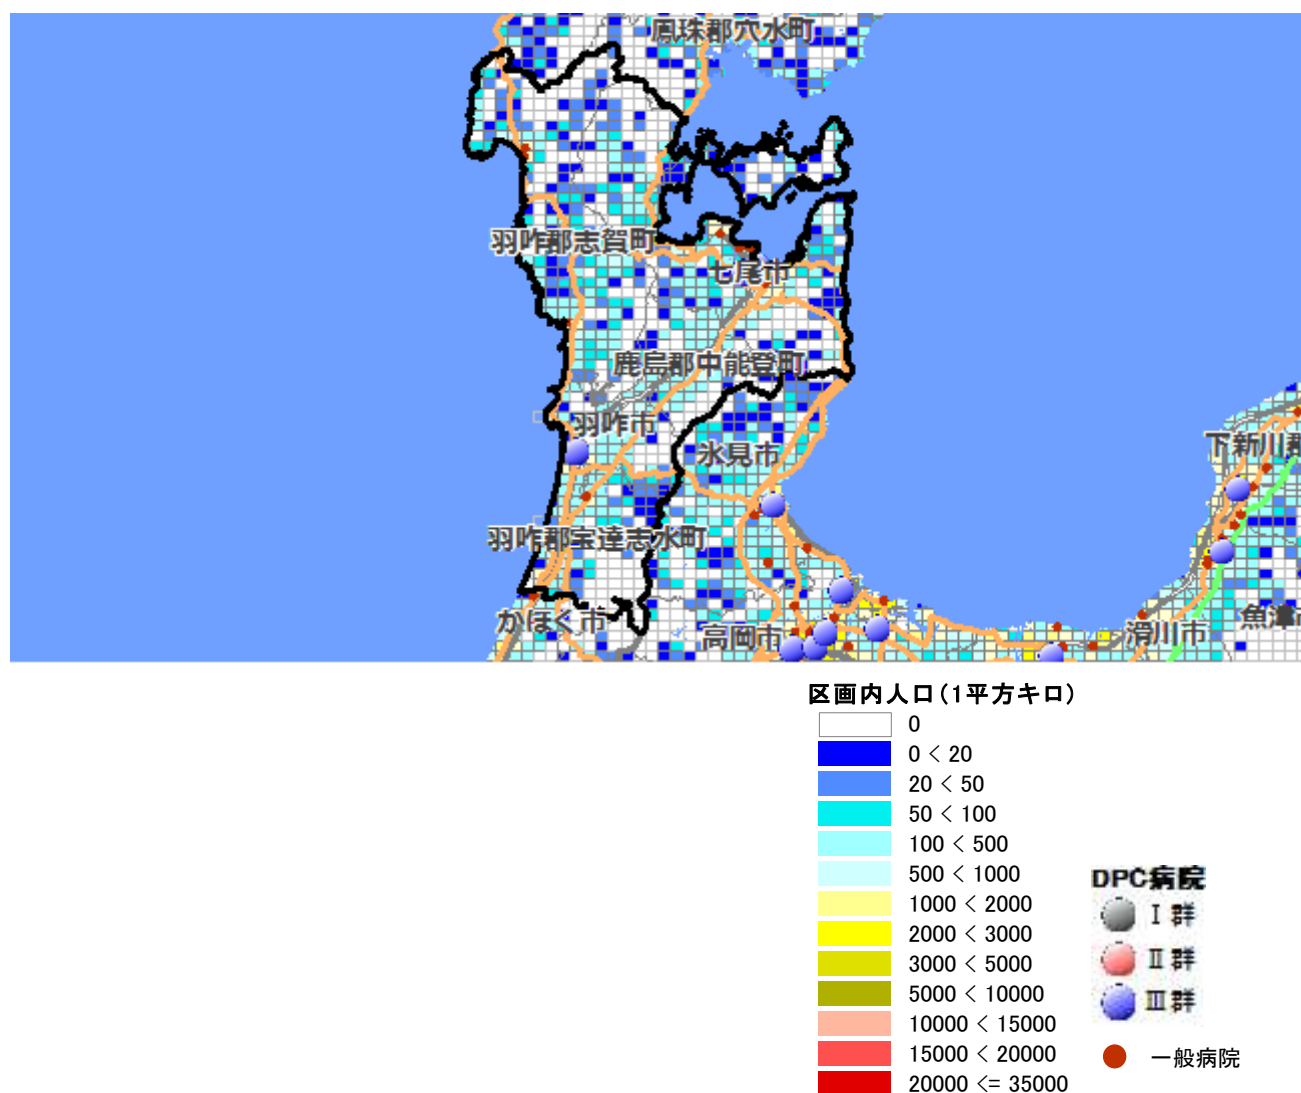 鳳珠郡穴水町
羽咋郡志賀町
七尾市
鹿島郡中能登町
羽咋市
氷見市
下新川郡
羽咋郡宝達志水町
かほく市
高岡市
滑川市
魚津
区画内人口(1平方キロ)
0
0 < 20
20 < 50
50 < 100
100 < 500
500 < 1000
1000 < 2000
2000 < 3000
3000 < 5000
5000 < 10000
10000 < 15000
15000 < 20000
20000 <= 35000
DPC病院
Ⅰ群
Ⅱ群
Ⅲ群
一般病院